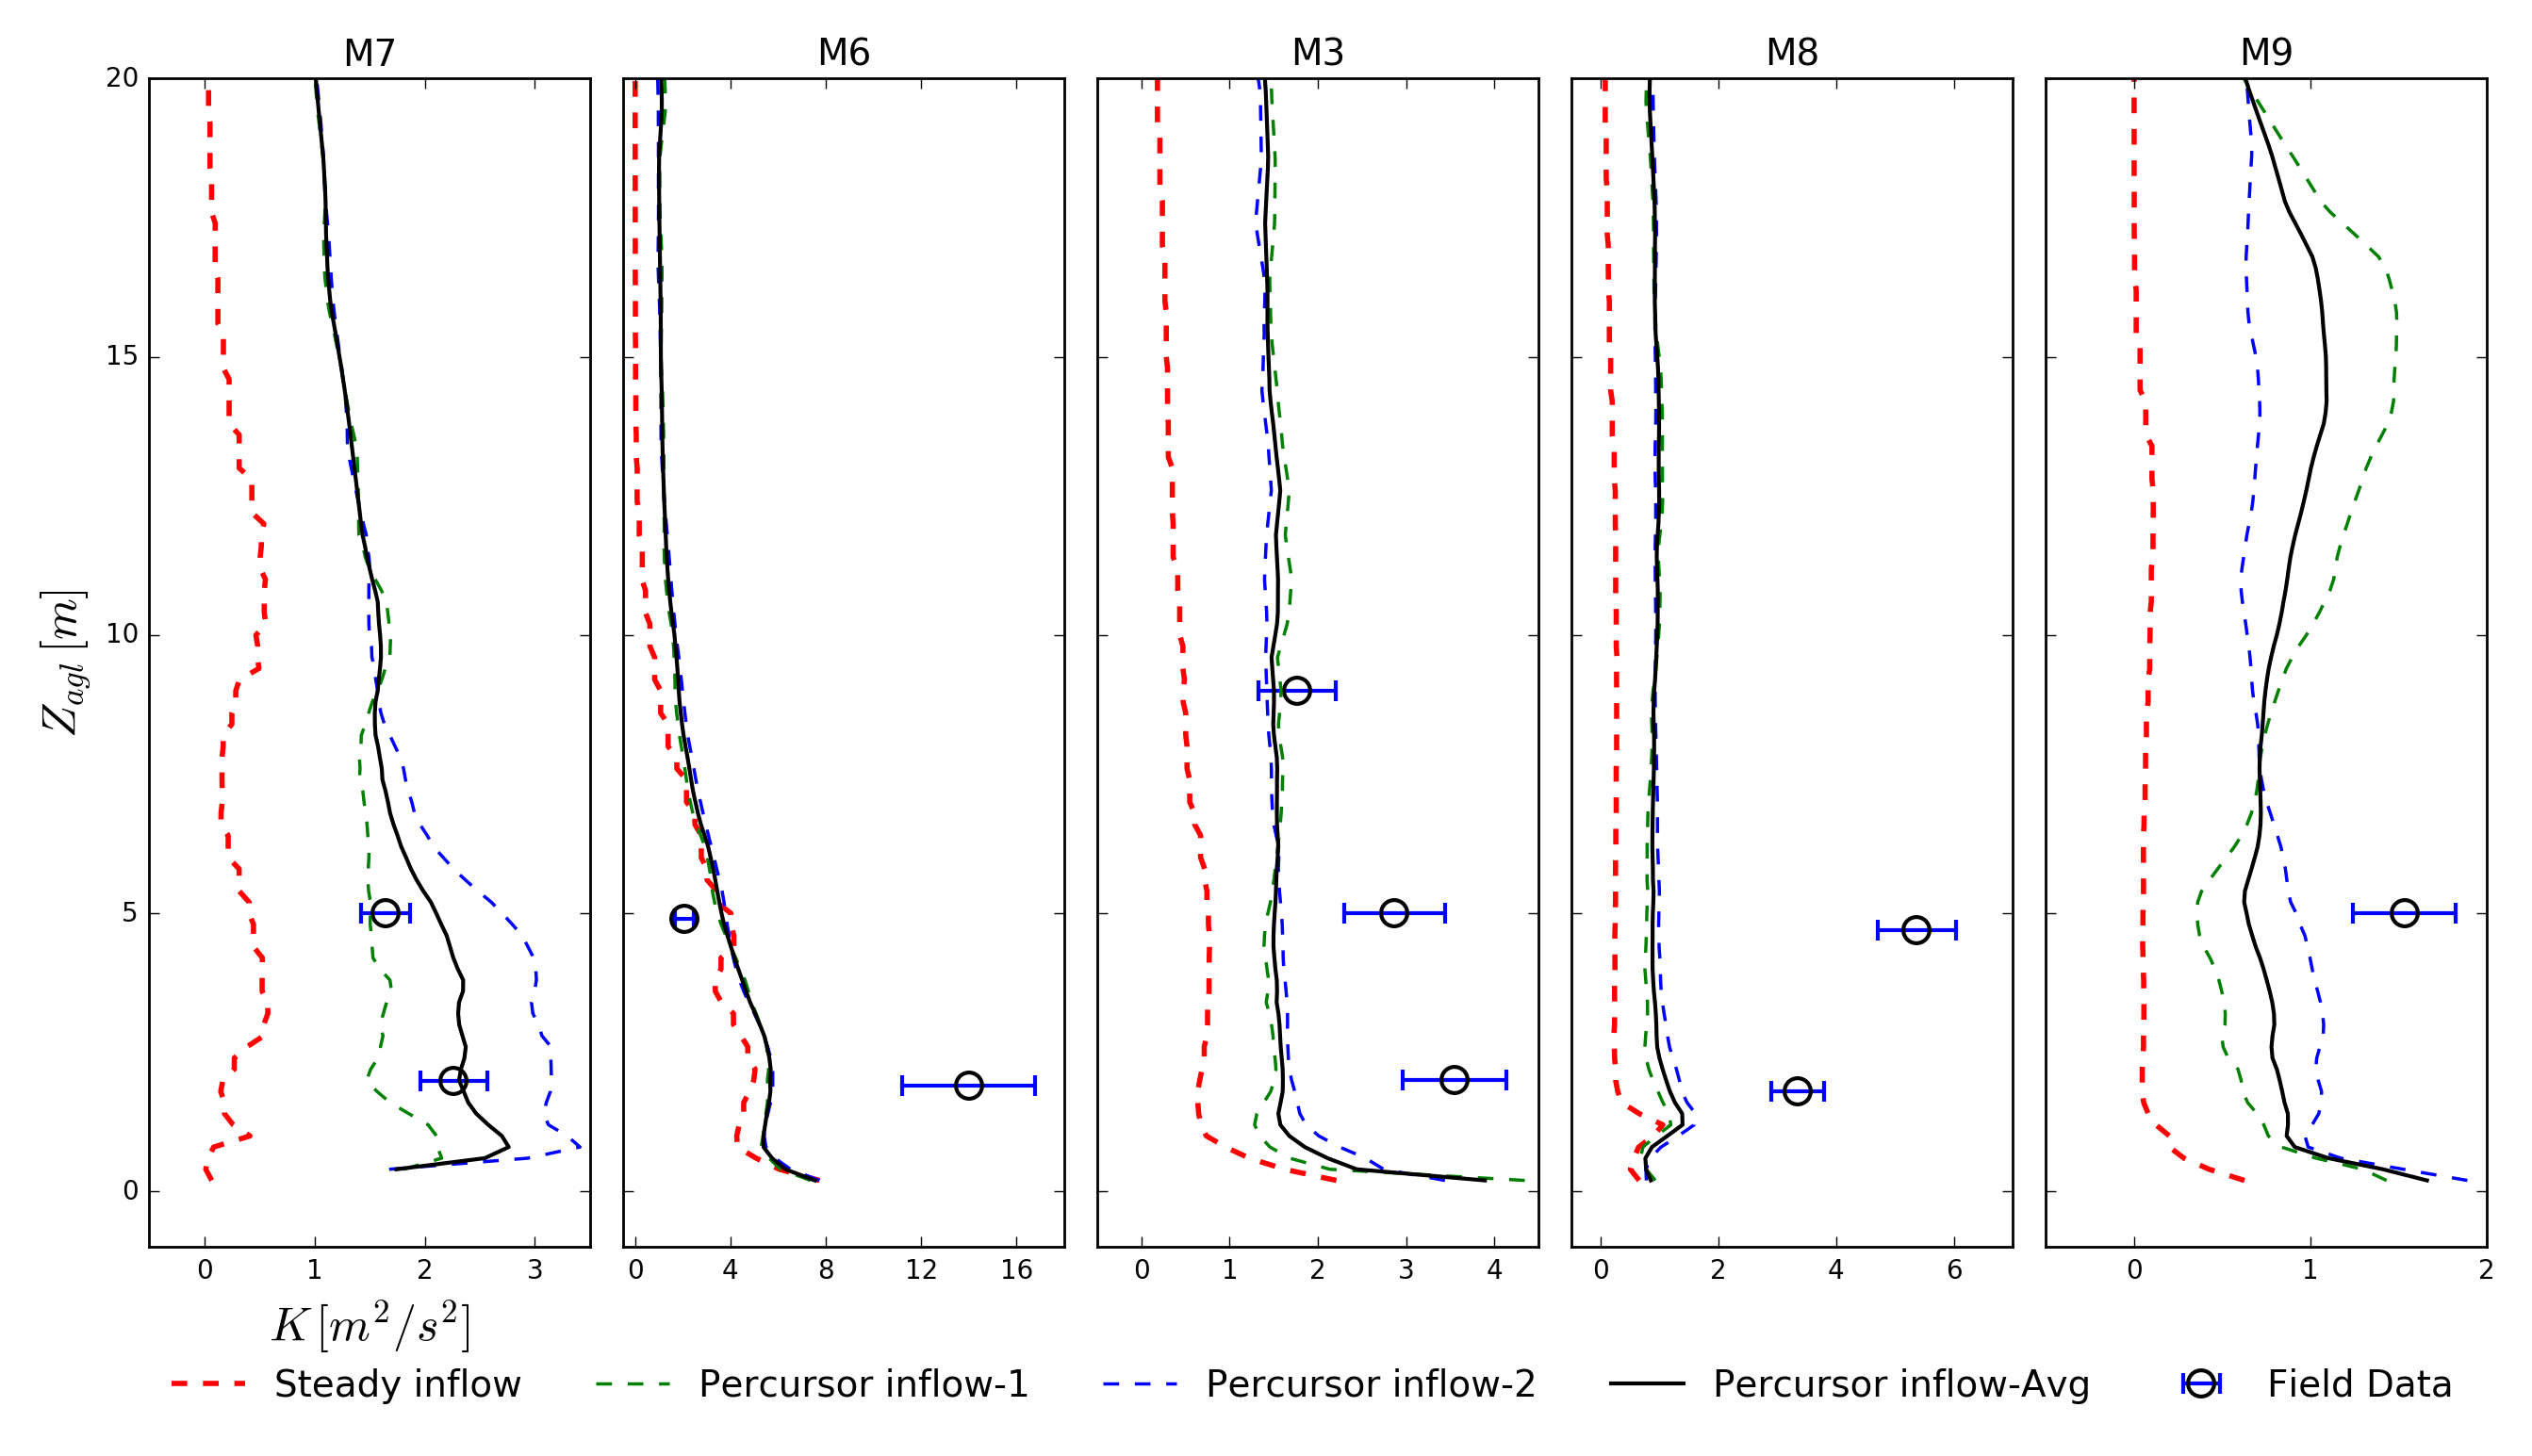 M7 M6 M3 M8 M9
20
15
10
5
0
Z_{agl} [m]
0 1 2 3 0 4 8 12 16 0 1 2 3 4 0 2 4 6 0 1 2
K[m²/s²]
Steady inflow Percursor inflow-1 Percursor inflow-2 Percursor inflow-Avg Field Data